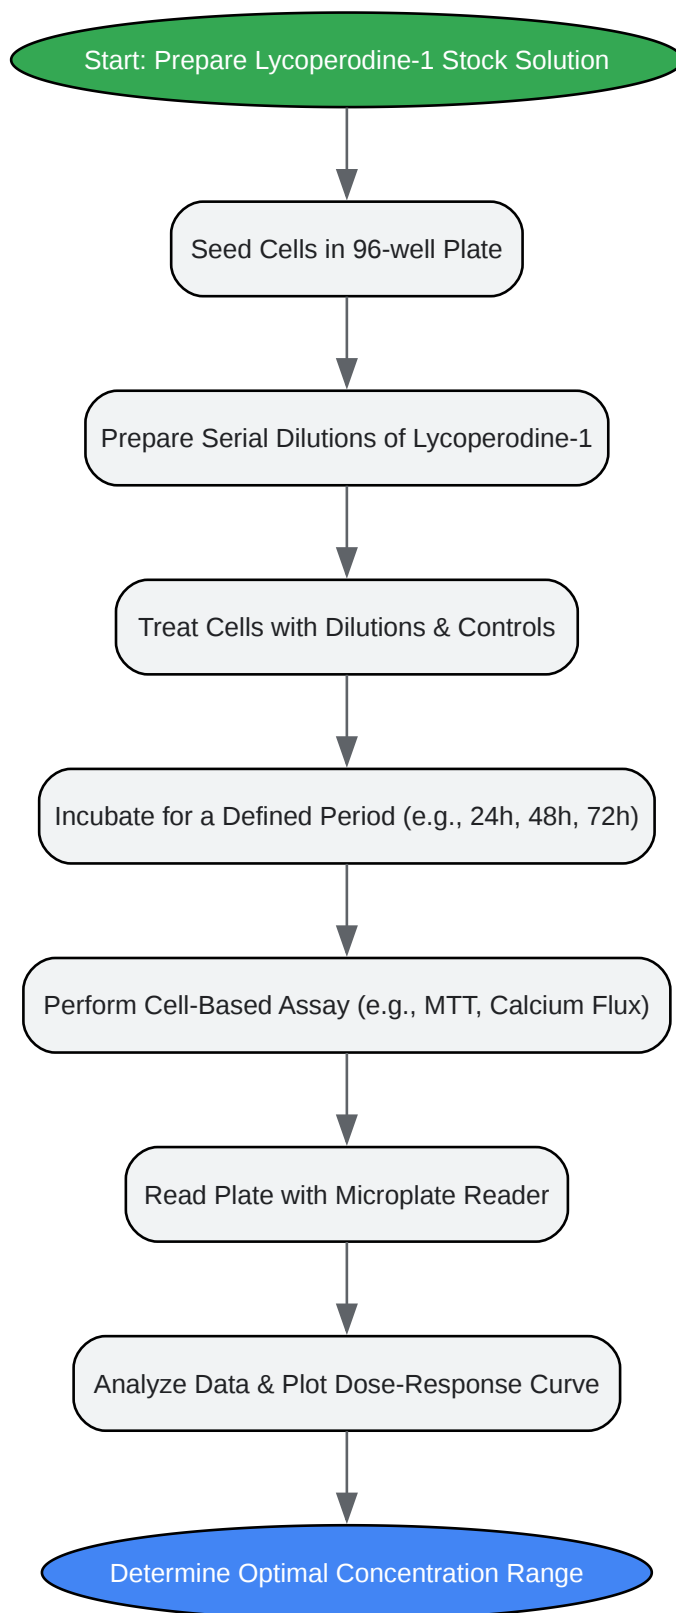 Start: Prepare Lycoperodine-1 Stock Solution
Seed Cells in 96-well Plate
Prepare Serial Dilutions of Lycoperodine-1
Treat Cells with Dilutions & Controls
Incubate for a Defined Period (e.g., 24h, 48h, 72h)
Perform Cell-Based Assay (e.g., MTT, Calcium Flux)
Read Plate with Microplate Reader
Analyze Data & Plot Dose-Response Curve
Determine Optimal Concentration Range